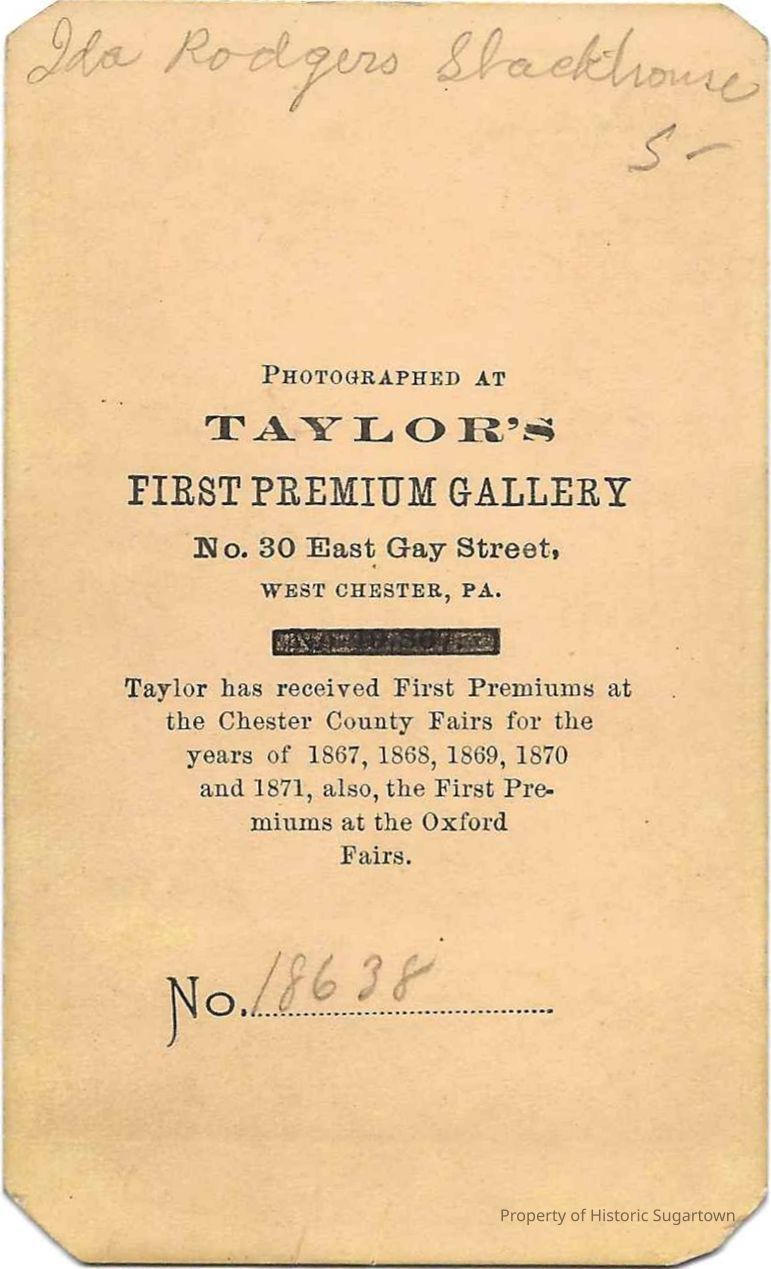 Ida Rodgers Stackhouse
5-
PHOTOGRAPHED AT
TAYLOR'S
FIRST PREMIUM GALLERY
No. 30 East Gay Street,
WEST CHESTER, PA.
Taylor has received First Premiums at
the Chester County Fairs for the
years of 1867, 1868, 1869, 1870
and 1871, also, the First Pre-
miums at the Oxford
Fairs.
No. 18638
Property of Historic Sugartown